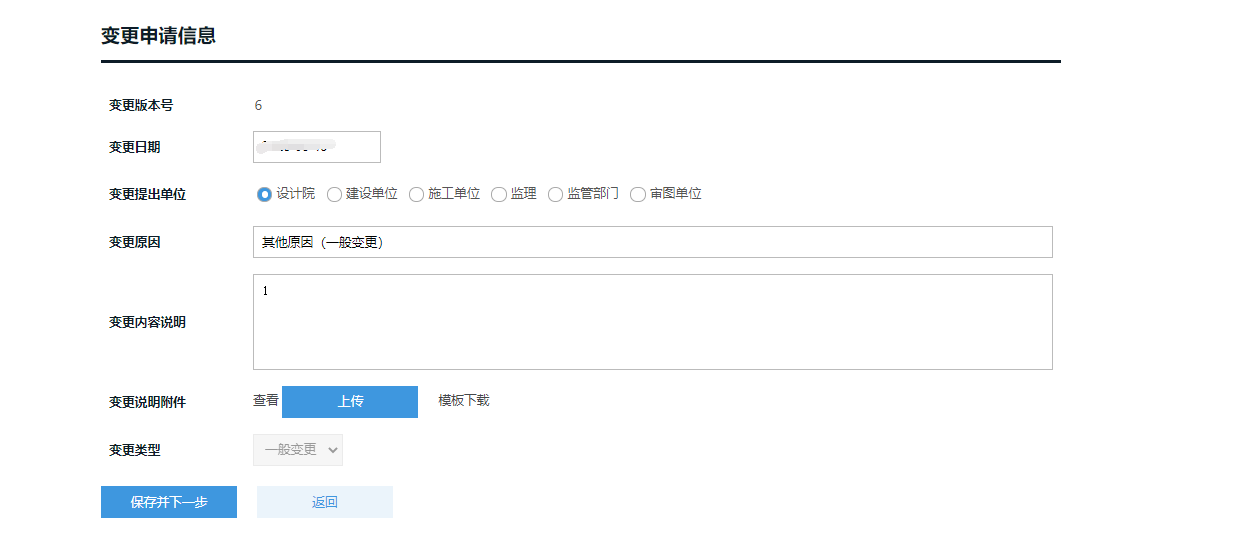 变更申请信息
变更版本号 6
变更日期
变更提出单位 设计院 建设单位 施工单位 监理 监管部门 审图单位
变更原因 其他原因（一般变更）
变更内容说明 1
变更说明附件 查看 上传 模板下载
变更类型 一般变更
保存并下一步 返回